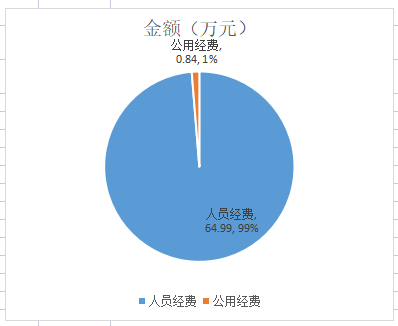 金额（万元）
公用经费,
0.84, 1%
人员经费,
64.99, 99%
人员经费 公用经费